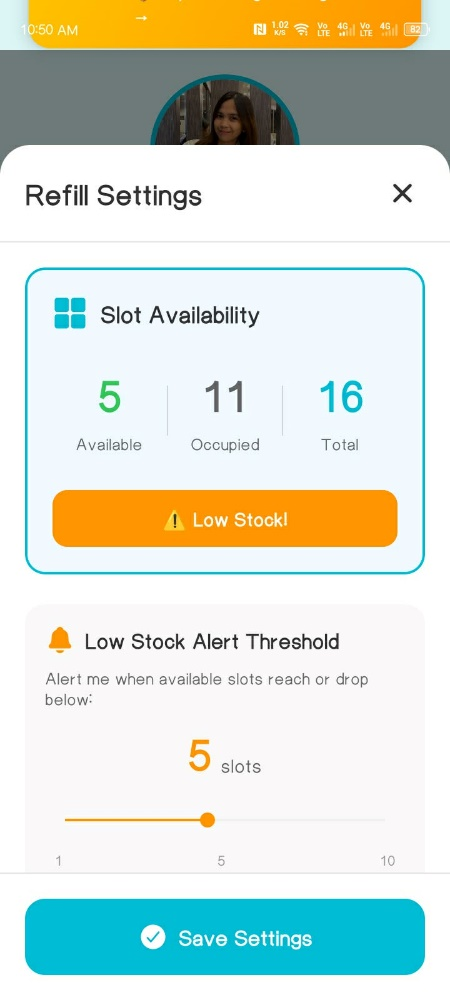 →
10:50 AM
1.02
K/S
Vo
LTE
4G
Vo
LTE
4G
82
Refill Settings
Slot Availability
5 11 16
Available Occupied Total
⚠️ Low Stock!
Low Stock Alert Threshold
Alert me when available slots reach or drop
below:
5 slots
1 5 10
Save Settings